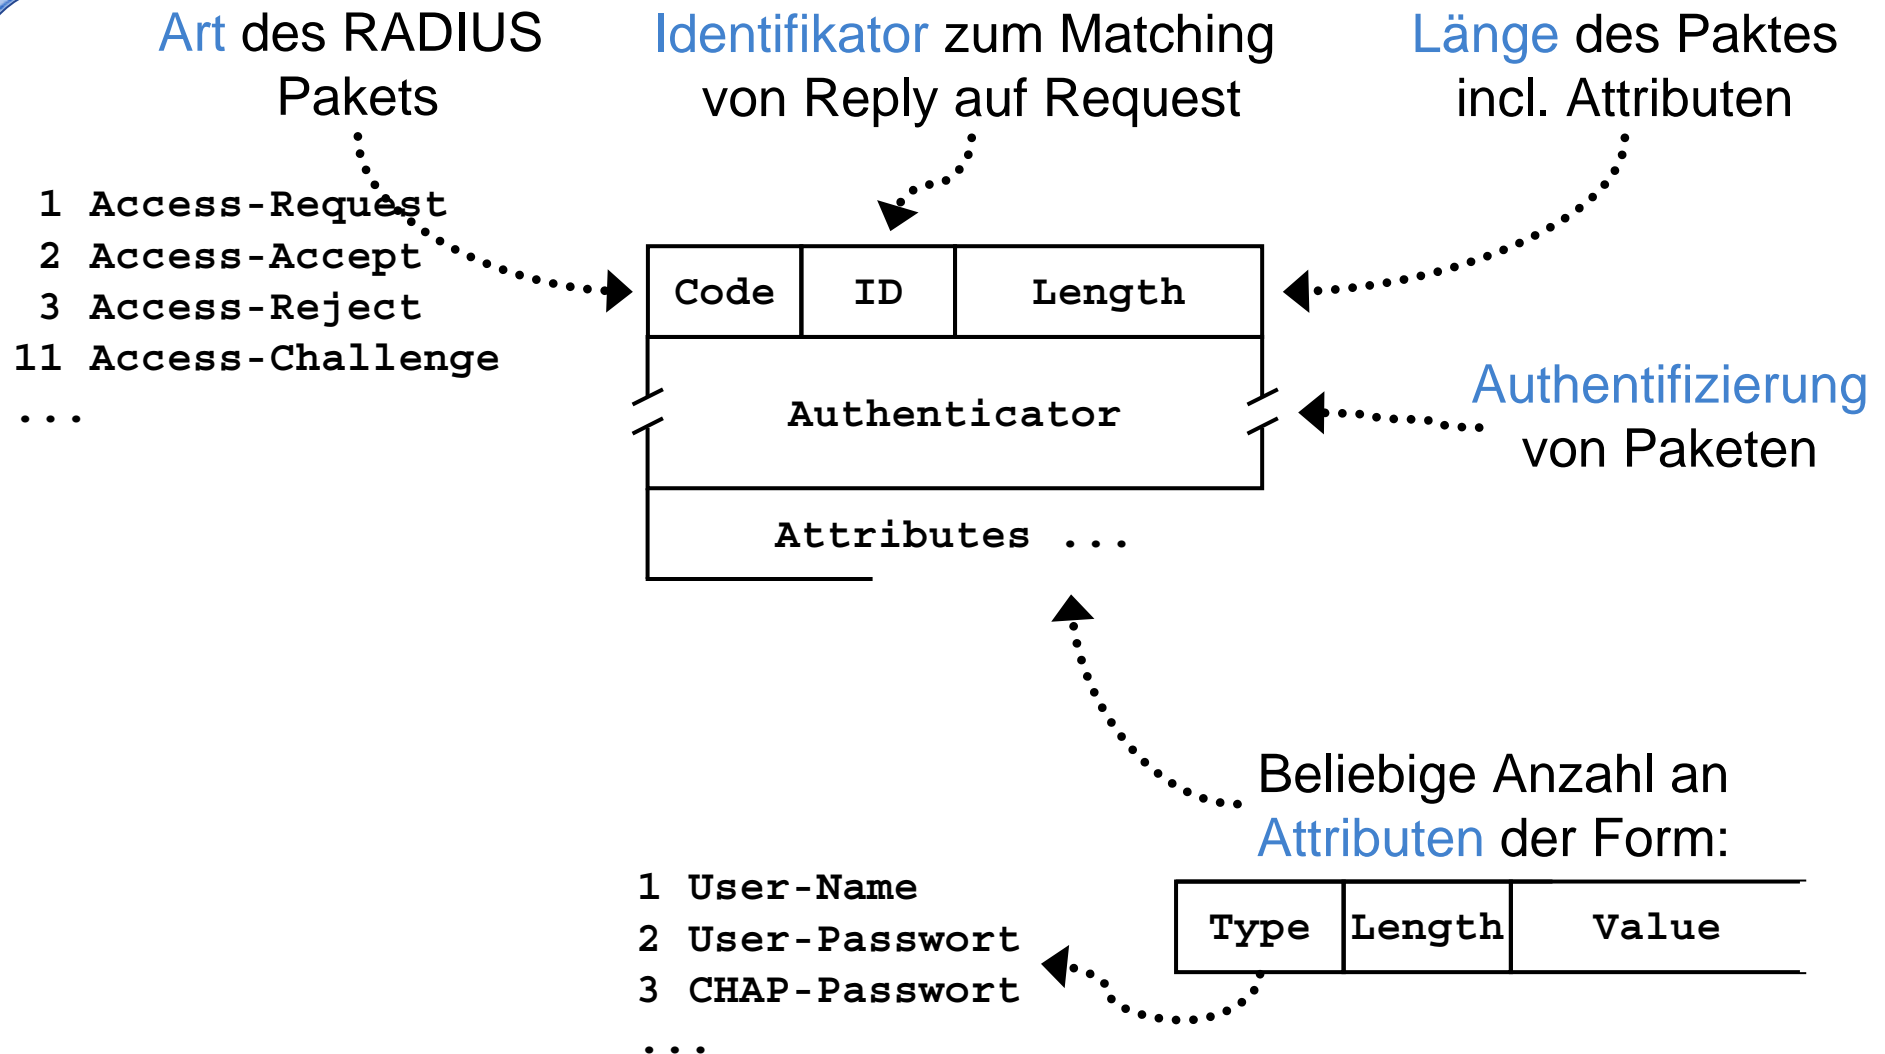 Art des RADIUS
Pakets
Identifikator zum Matching
von Reply auf Request
Länge des Paktes
incl. Attributen
1 Access-Request
2 Access-Accept
3 Access-Reject
11 Access-Challenge
...
Code ID Length
Authenticator
Attributes ...
Authentifizierung
von Paketen
Beliebige Anzahl an
Attributen der Form:
Type Length Value
1 User-Name
2 User-Passwort
3 CHAP-Passwort
...